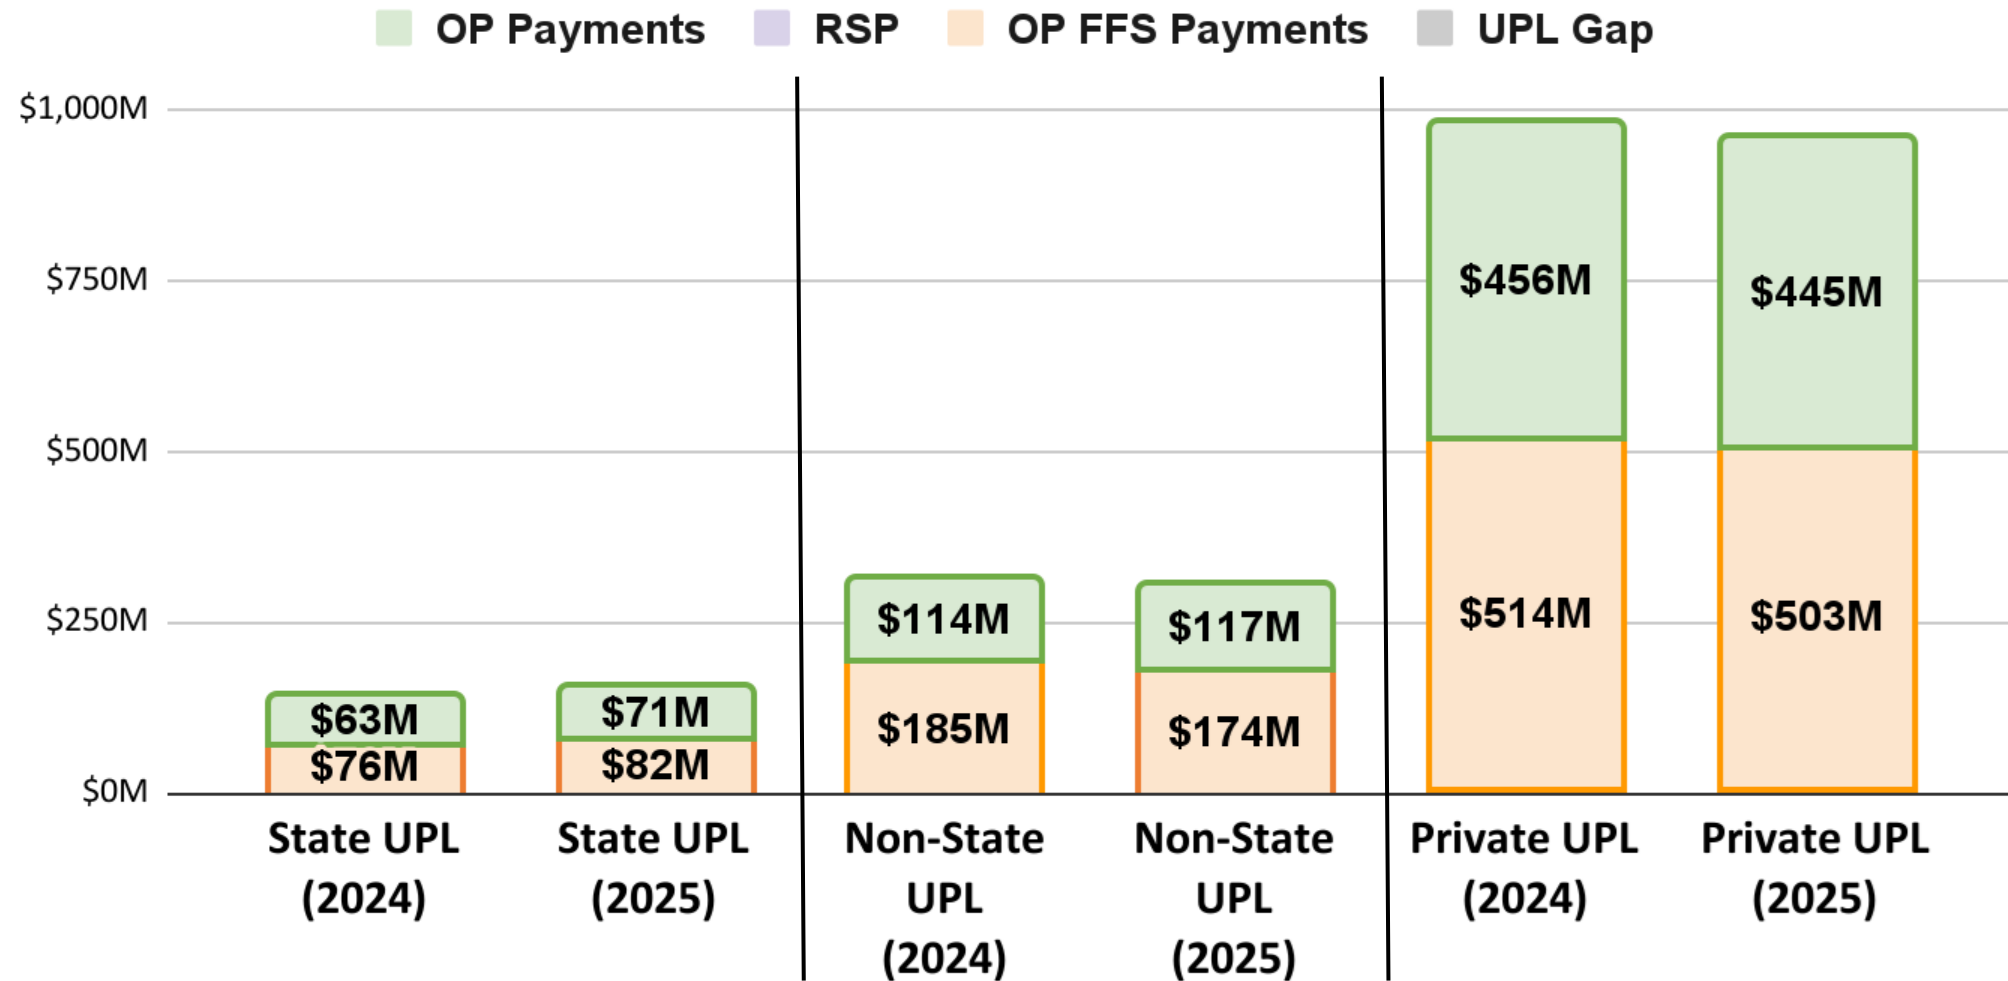 OP Payments RSP OP FFS Payments UPL Gap
$1,000M
$750M
$500M
$250M
$0M
$63M
$76M
$71M
$82M
$114M
$185M
$117M
$174M
$456M
$514M
$445M
$503M
State UPL
(2024)
State UPL
(2025)
Non-State
UPL
(2024)
Non-State
UPL
(2025)
Private UPL
(2024)
Private UPL
(2025)